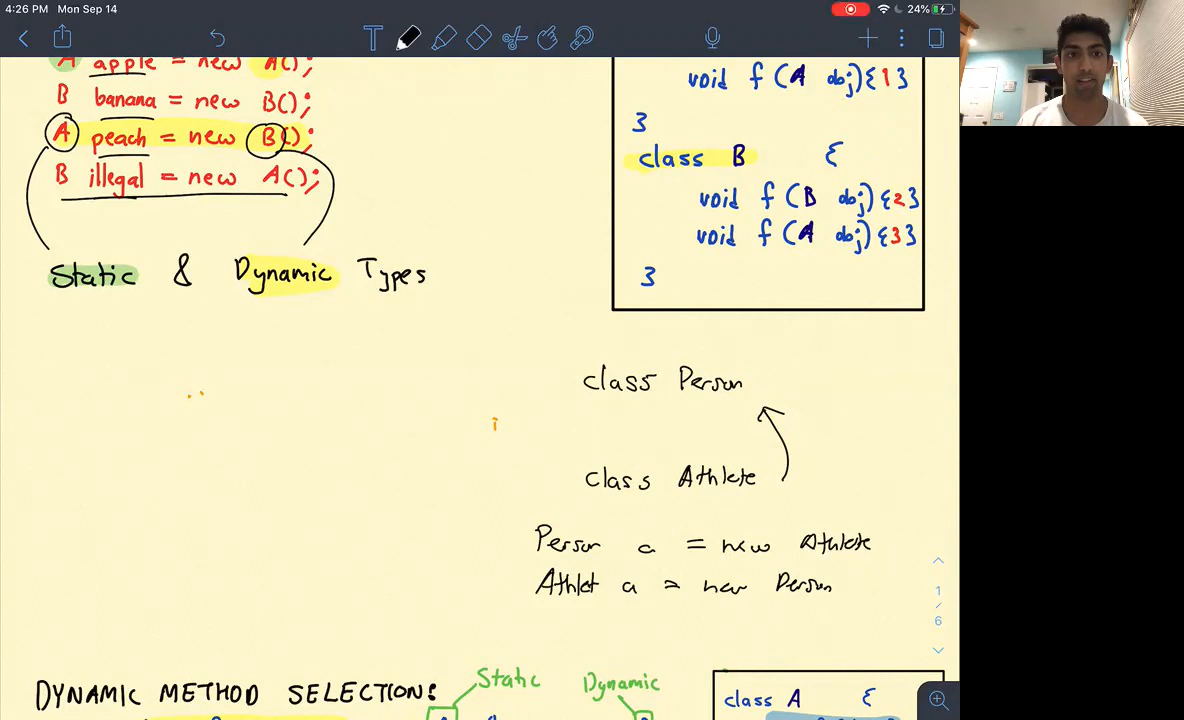 4:26 PM Mon Sep 14
24%
A apple = new A();
B banana = new B();
A peach = new B();
B illegal = new A();
Static & Dynamic Types
void f (A obj){1}
}
class B {
void f (B obj){2}
void f (A obj){3}
}
class Person
class Athlete
Person a = new Athlete
Athlet a = new Person
1
/
6
DYNAMIC METHOD SELECTION:
Static
Dynamic
class A {